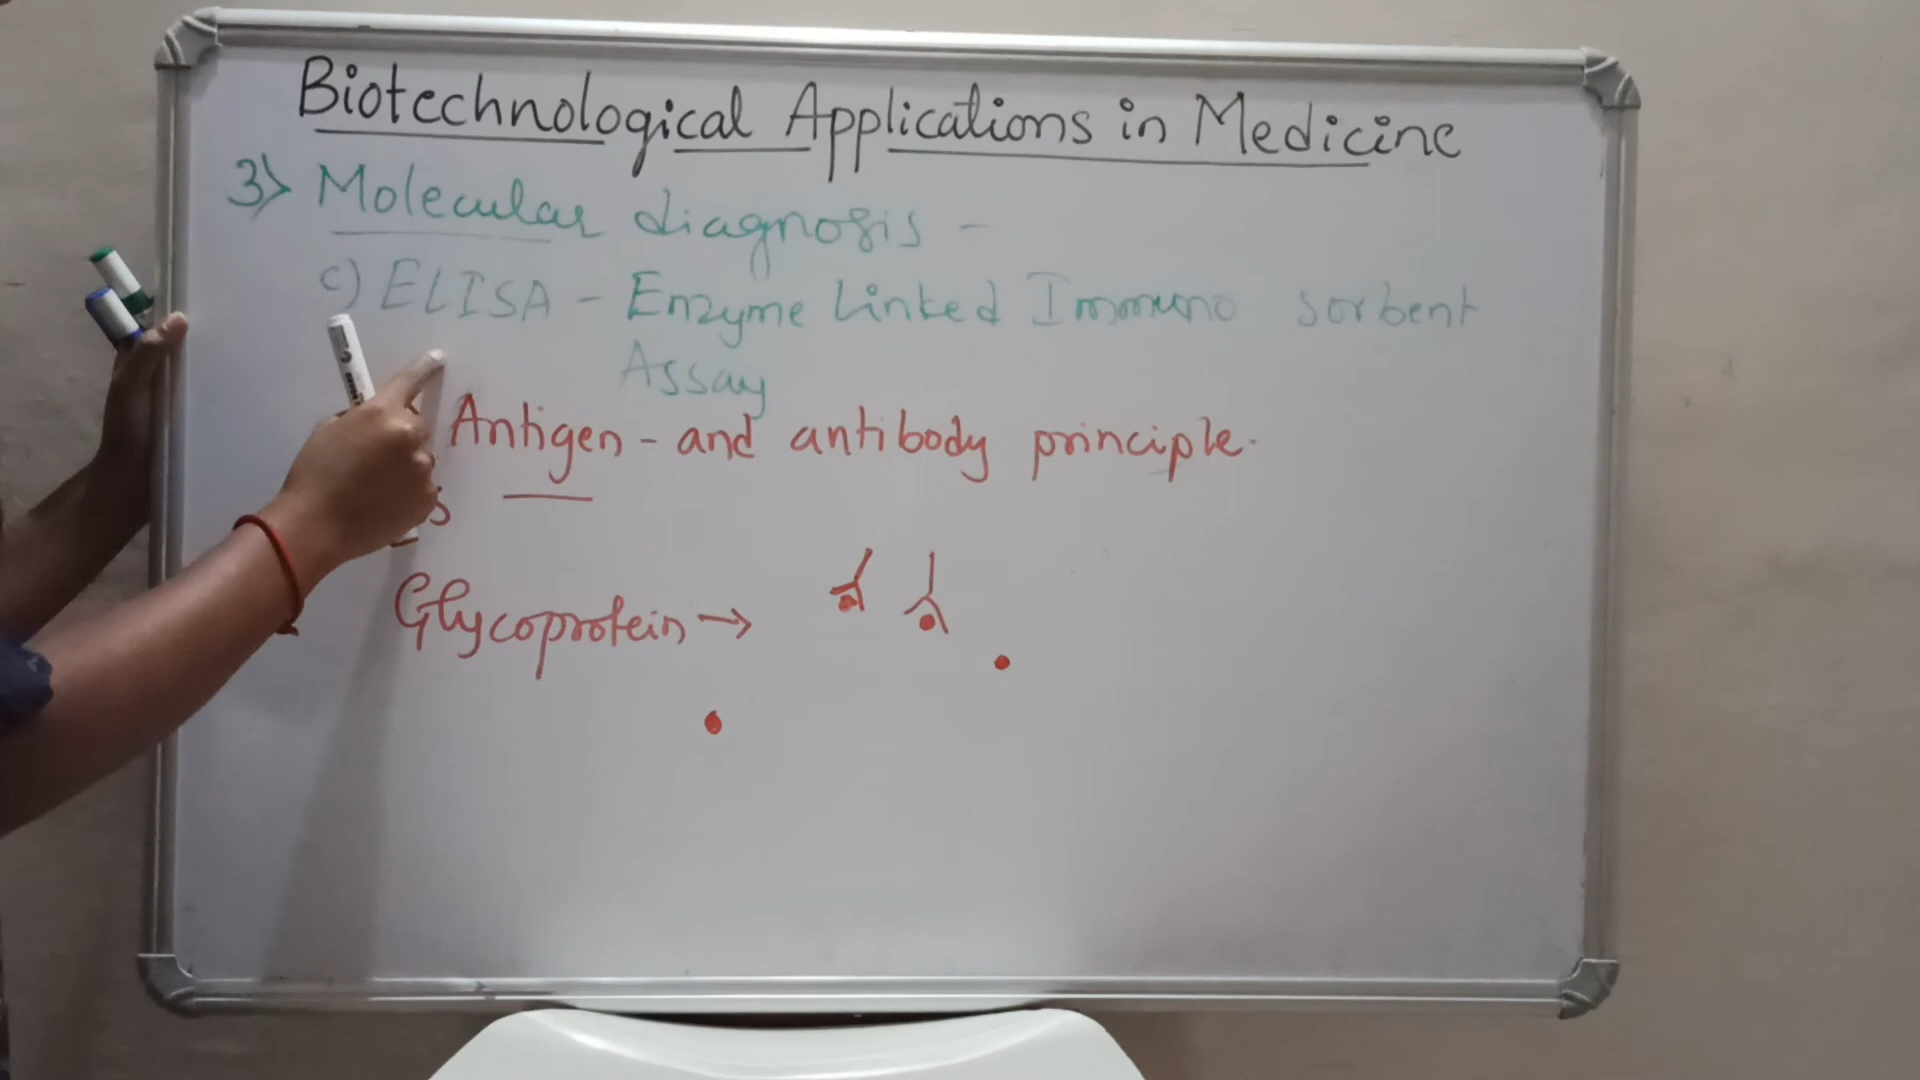 Biotechnological Applications in Medicine
3) Molecular diagnosis -
c) ELISA - Enzyme Linked Immuno sorbent
Assay
Antigen - and antibody principle.
Glycoprotein →